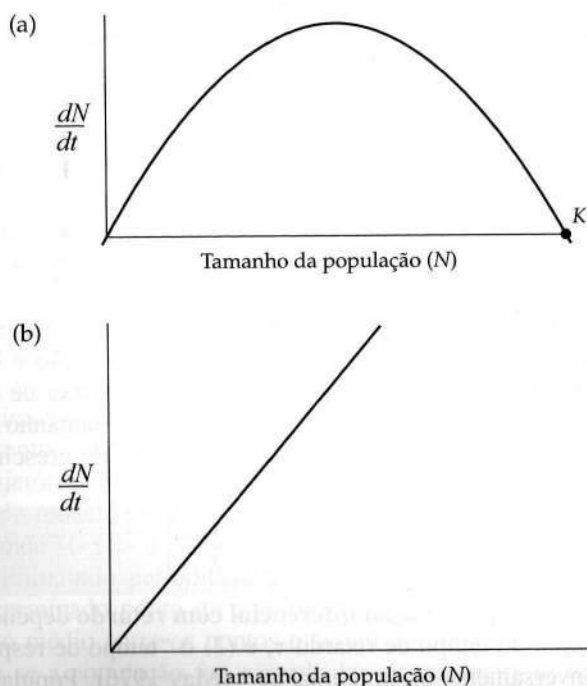 (a)
dN
dt
K
Tamanho da população (N)
(b)
dN
dt
Tamanho da população (N)